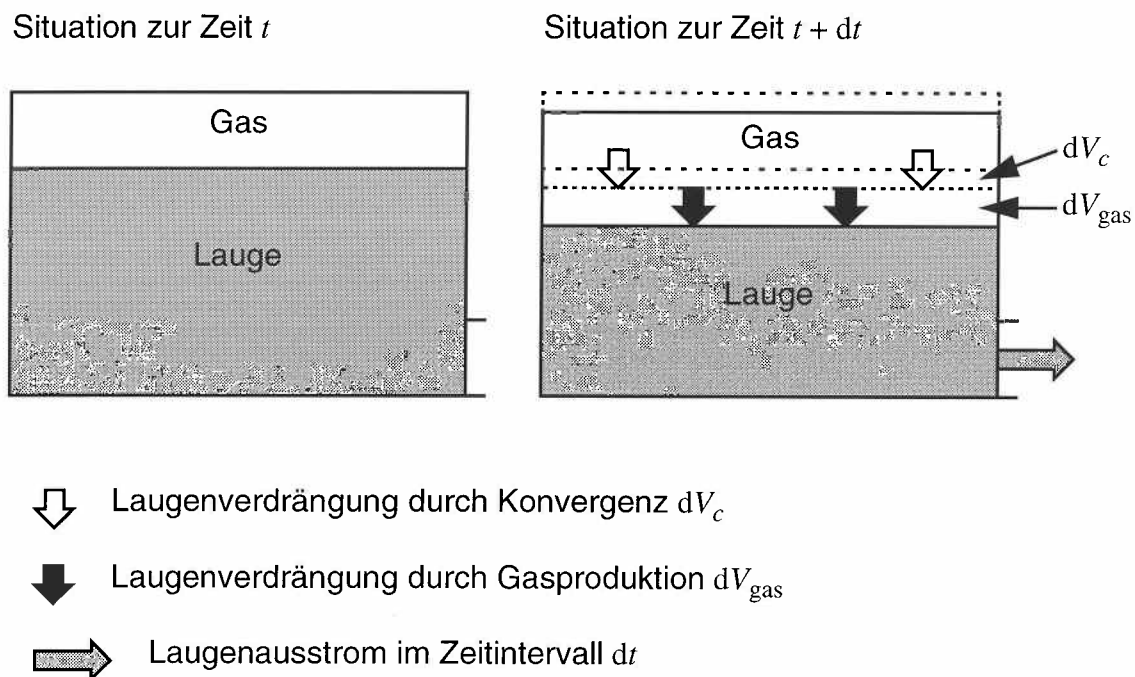 Situation zur Zeit t
Situation zur Zeit t + dt
Gas
Lauge
Gas
dV_c
dV_gas
Lauge
Laugenverdrängung durch Konvergenz dV_c
Laugenverdrängung durch Gasproduktion dV_gas
Laugenausstrom im Zeitintervall dt